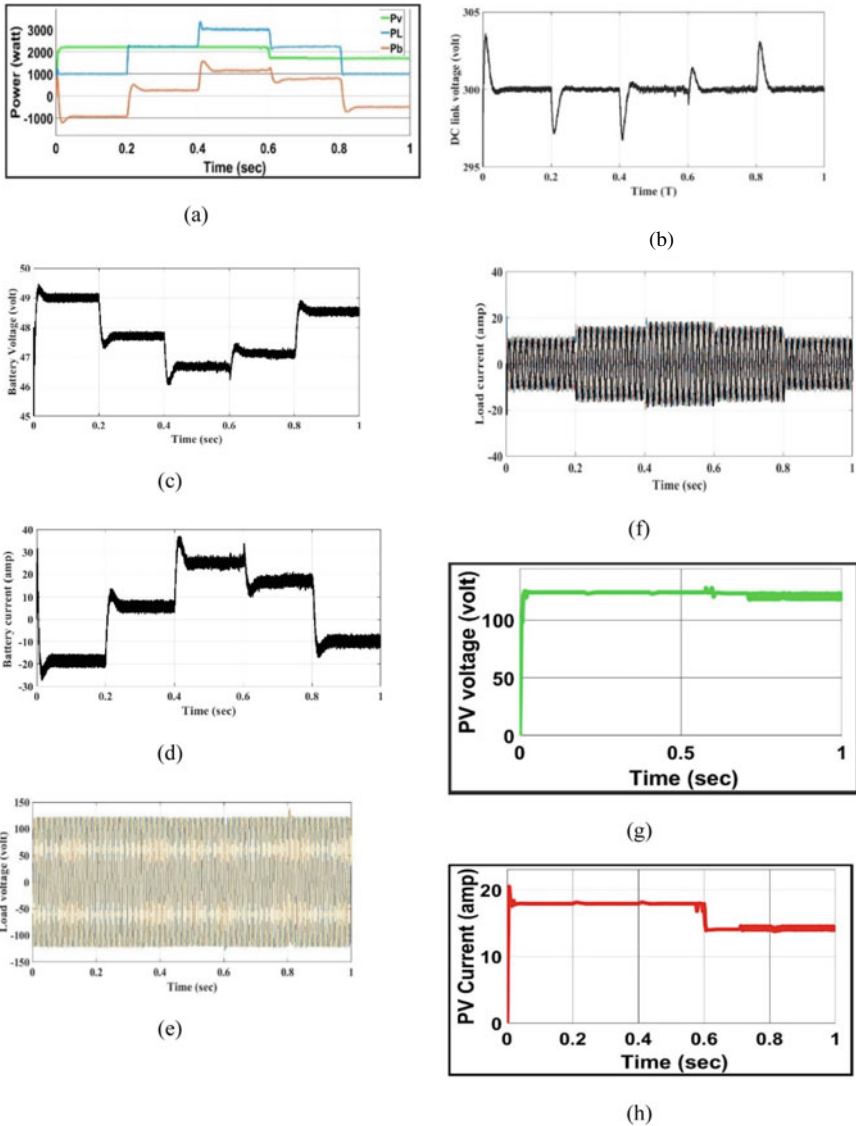 Power (watt)
3000
2000
1000
0
-1000
Pv
PL
Pb
0 0.2 0.4 0.6 0.8 1
Time (sec)
(a)
DC link voltage (volt)
305
300
295
0 0.2 0.4 0.6 0.8 1
Time (T)
(b)
Battery Voltage (volt)
50
49
48
47
46
45
0 0.2 0.4 0.6 0.8 1
Time (sec)
(c)
Load current (amp)
40
20
0
-20
-40
0 0.2 0.4 0.6 0.8 1
Time (sec)
(f)
Battery current (amp)
40
30
20
10
0
-10
-20
-30
0 0.2 0.4 0.6 0.8 1
Time (sec)
(d)
PV voltage (volt)
100
50
0
0 0.5 1
Time (sec)
(g)
Load voltage (volt)
150
100
50
0
-50
-100
-150
0 0.2 0.4 0.6 0.8 1
Time (sec)
(e)
PV Current (amp)
20
10
0
0 0.2 0.4 0.6 0.8 1
Time (sec)
(h)